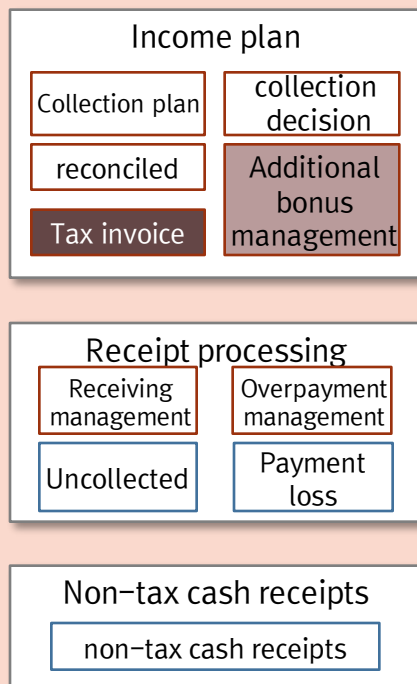 Income plan
Collection plan
collection
decision
reconciled
Additional
bonus
management
Tax invoice
Receipt processing
Receiving
management
Overpayment
management
Uncollected
Payment
loss
Non-tax cash receipts
non-tax cash receipts